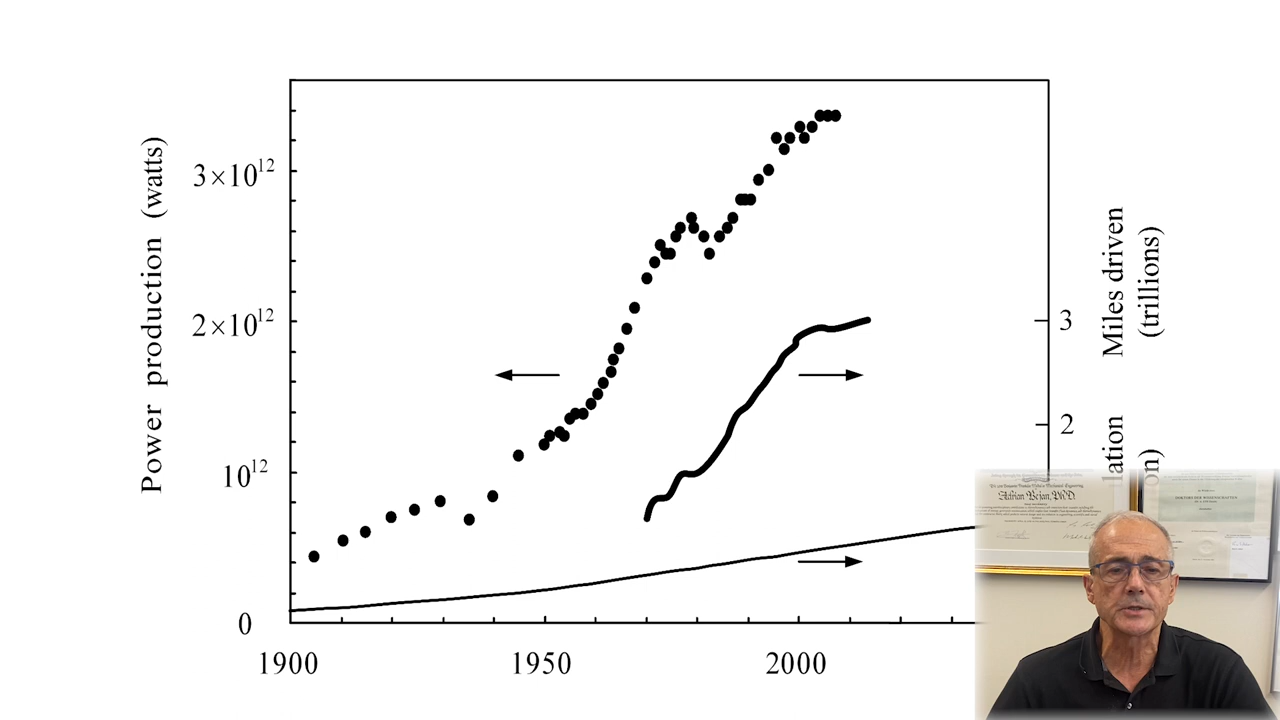 Power production (watts)
3×10¹²
2×10¹²
10¹²
0
1900
1950
2000
3
2
Miles driven
(trillions)
lation
on)
Adrian Bejan, Ph.D.